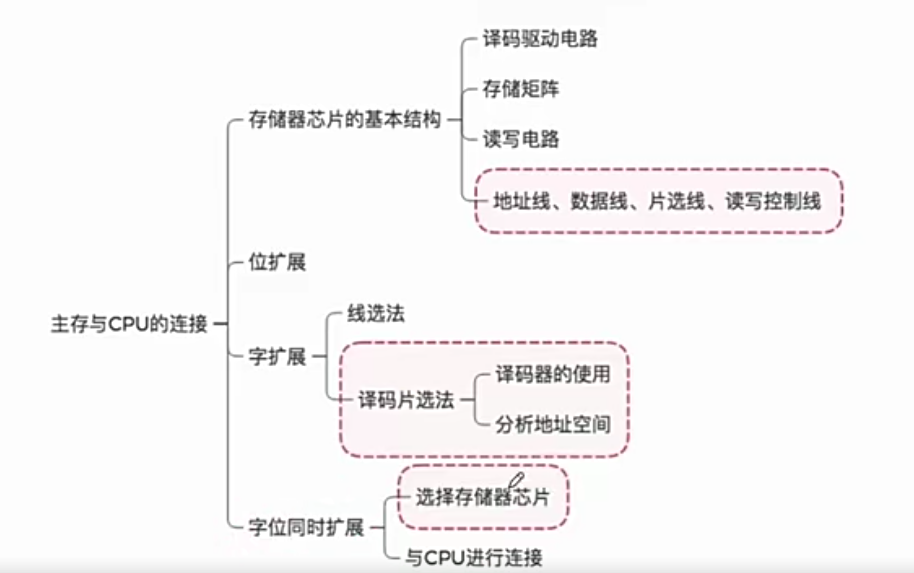 译码驱动电路
存储矩阵
存储器芯片的基本结构
读写电路
地址线、数据线、片选线、读写控制线
位扩展
线选法
主存与CPU的连接
字扩展
译码器的使用
译码片选法
分析地址空间
选择存储器芯片
字位同时扩展
与CPU进行连接